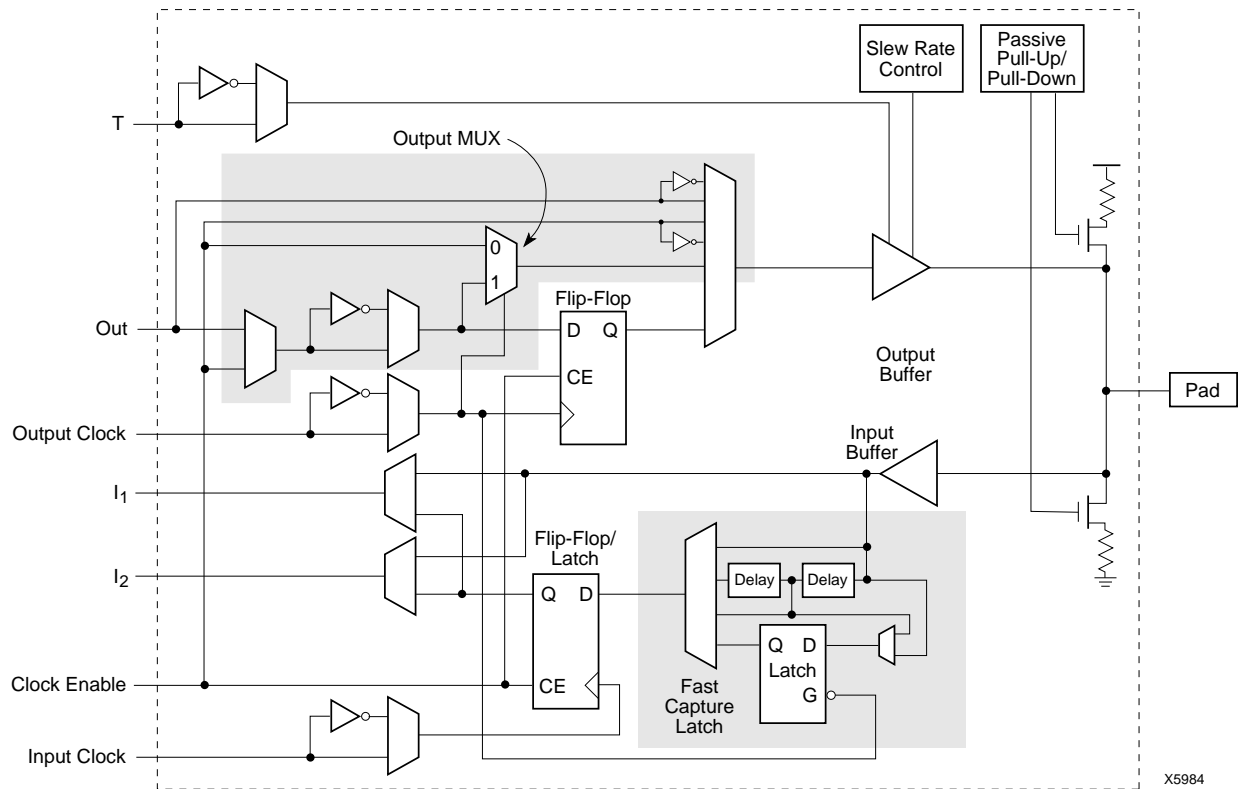 Slew Rate
Control
Passive
Pull-Up/
Pull-Down
T
Output MUX
0
1
Flip-Flop
D Q
CE
Out
Output
Buffer
Pad
Output Clock
Input
Buffer
I1
Flip-Flop/
Latch
I2
Delay
Delay
Q D
Q D
Latch
G
Clock Enable
CE
Fast
Capture
Latch
Input Clock
X5984